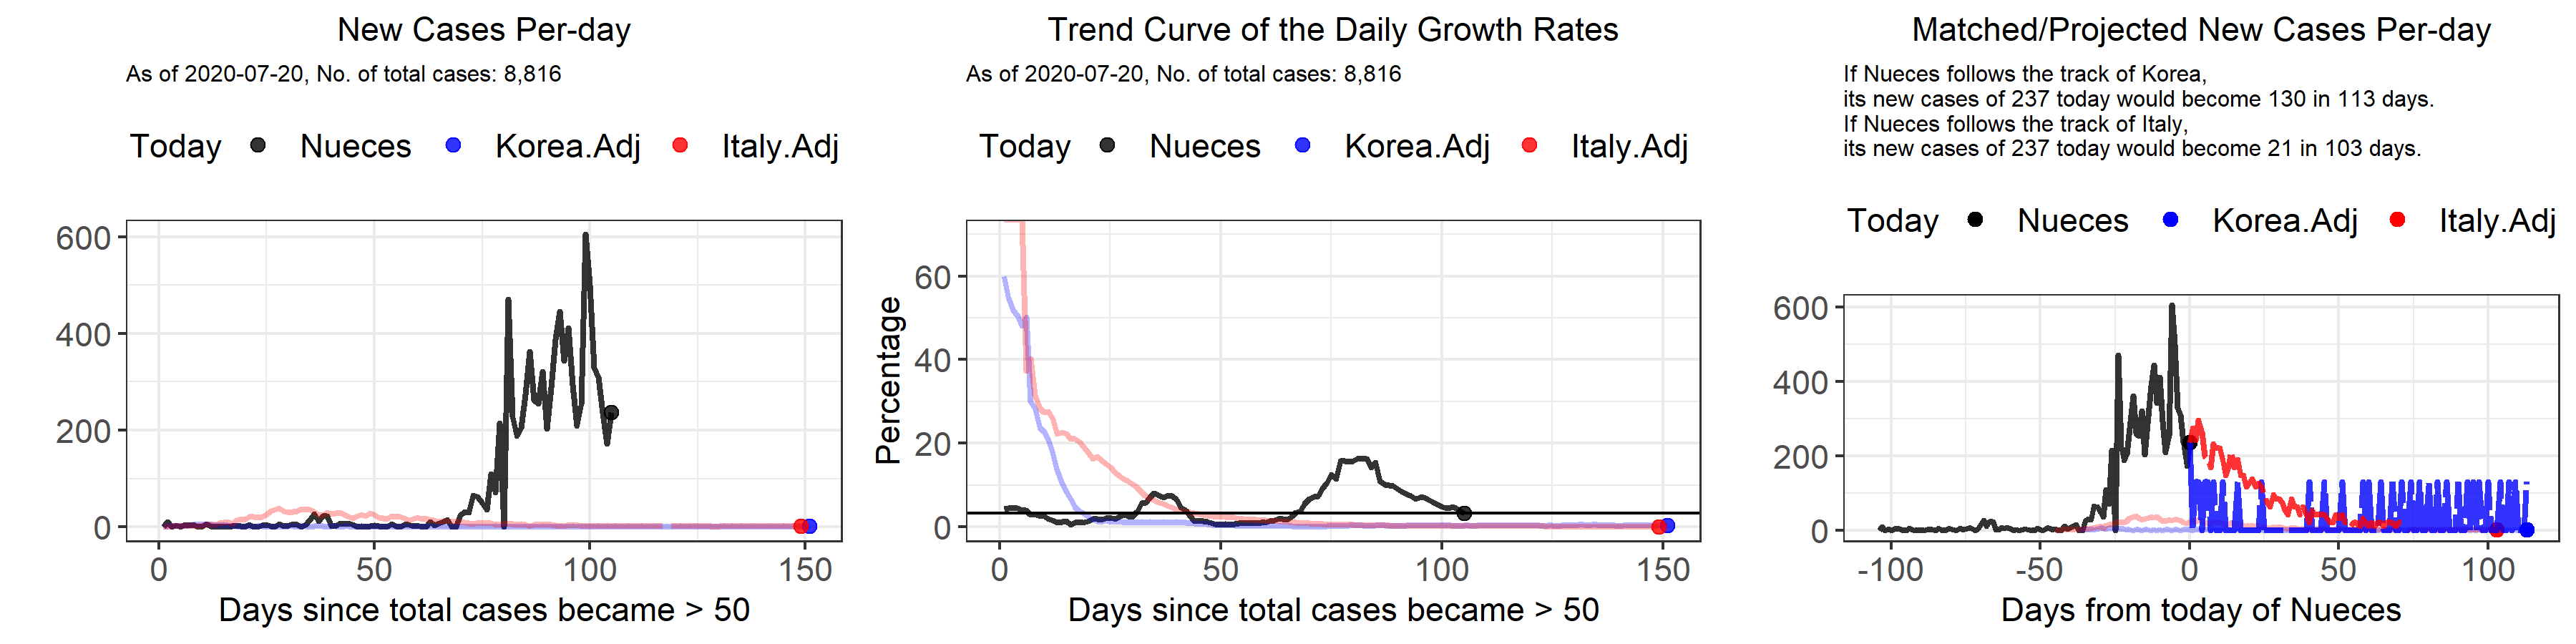 New Cases Per-day
As of 2020-07-20, No. of total cases: 8,816
Today Nueces Korea.Adj Italy.Adj
600
400
200
0
0 50 100 150
Days since total cases became > 50
Trend Curve of the Daily Growth Rates
As of 2020-07-20, No. of total cases: 8,816
Today Nueces Korea.Adj Italy.Adj
Percentage
60
40
20
0
0 50 100 150
Days since total cases became > 50
Matched/Projected New Cases Per-day
If Nueces follows the track of Korea,
its new cases of 237 today would become 130 in 113 days.
If Nueces follows the track of Italy,
its new cases of 237 today would become 21 in 103 days.
Today Nueces Korea.Adj Italy.Adj
600
400
200
0
-100 -50 0 50 100
Days from today of Nueces